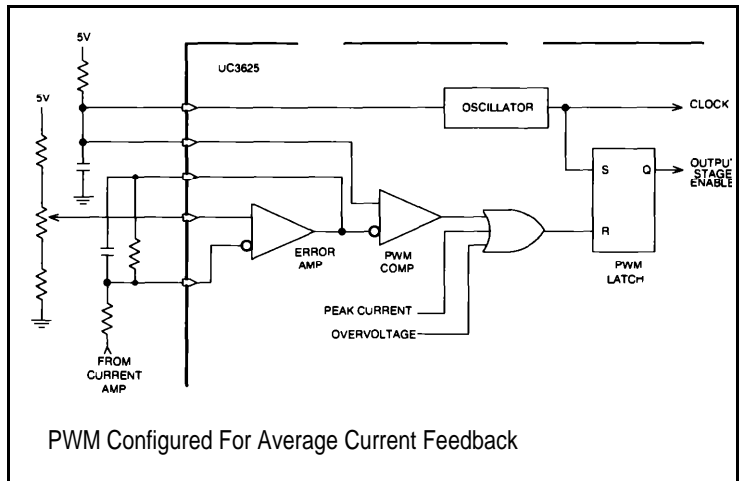 5V
UC3625
5V
OSCILLATOR
CLOCK
S
Q
OUTPUT
STAGE
ENABLE
R
ERROR
AMP
PWM
COMP
PWM
LATCH
PEAK CURRENT
OVERVOLTAGE
FROM
CURRENT
AMP
PWM Configured For Average Current Feedback